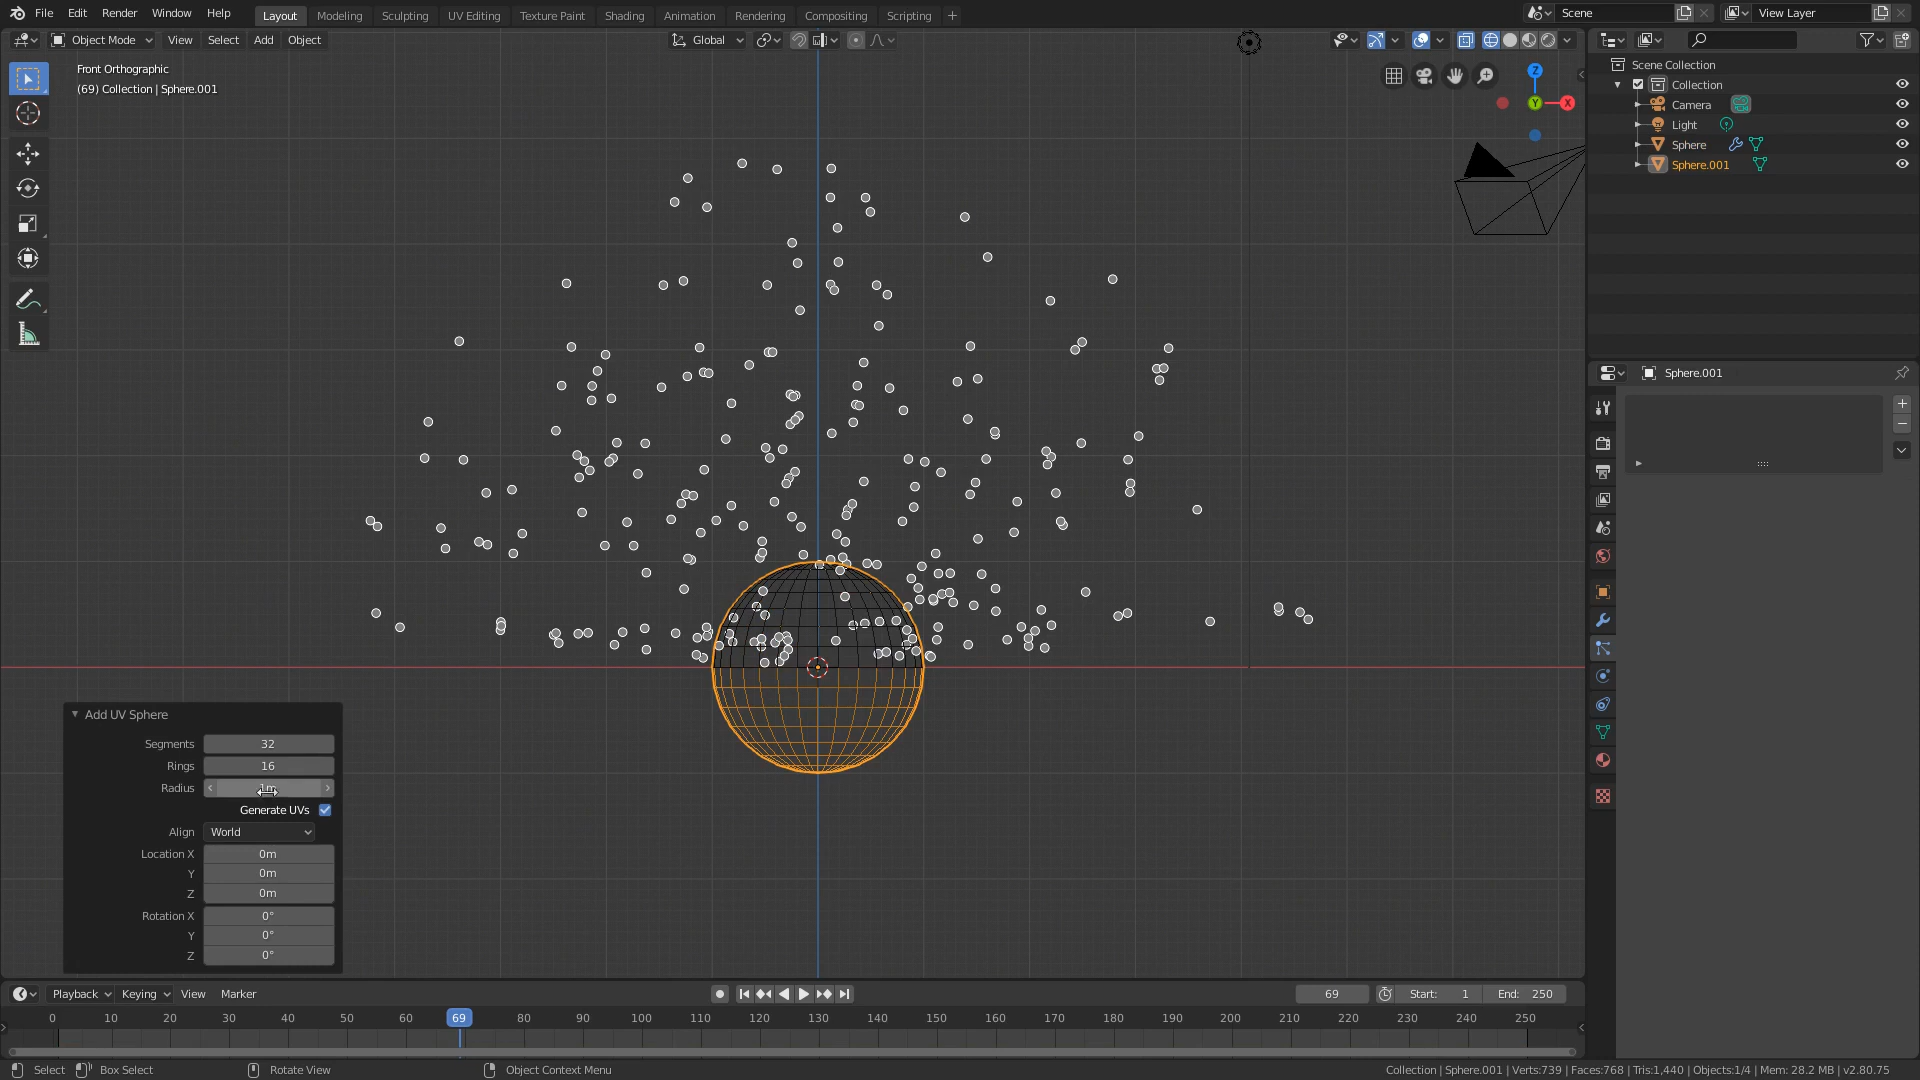 File Edit Render Window Help Layout Modeling Sculpting UV Editing Texture Paint Shading Animation Rendering Compositing Scripting + Scene View Layer
Object Mode View Select Add Object Global
Front Orthographic
(69) Collection | Sphere.001
Z
Y X
Scene Collection
Collection
Camera
Light
Sphere
Sphere.001
Sphere.001
Add UV Sphere
Segments 32
Rings 16
Radius 1m
Generate UVs
Align World
Location X 0m
Y 0m
Z 0m
Rotation X 0°
Y 0°
Z 0°
Playback Keying View Marker 69 Start: 1 End: 250
0 10 20 30 40 50 60 69 80 90 100 110 120 130 140 150 160 170 180 190 200 210 220 230 240 250
Select Box Select Rotate View Object Context Menu Collection | Sphere.001 | Verts:739 | Faces:768 | Tris:1,440 | Objects:1/4 | Mem: 28.2 MB | v2.80.75